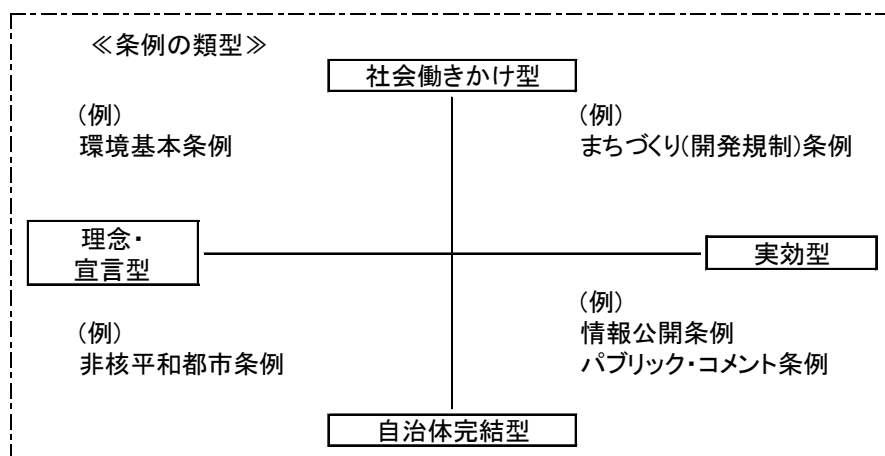 ≪条例の類型≫
社会働きかけ型
(例)
環境基本条例
(例)
まちづくり(開発規制)条例
理念・
宣言型
実効型
(例)
非核平和都市条例
(例)
情報公開条例
パブリック・コメント条例
自治体完結型